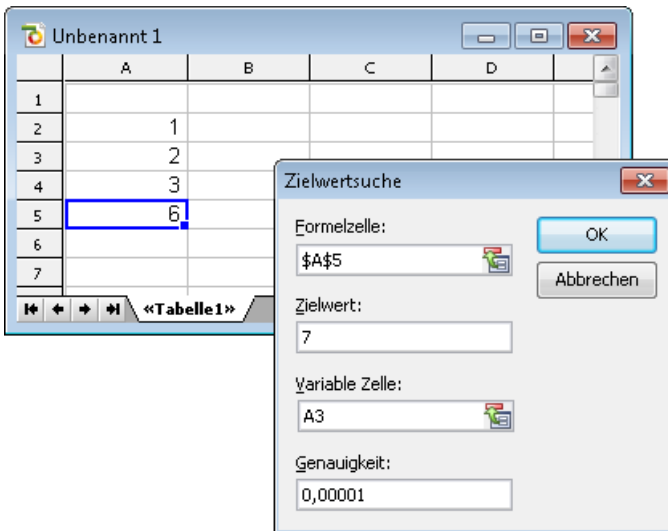 Unbenannt 1
A B C D
1
2 1
3 2
4 3
5 6
6
7
«Tabelle1»
Zielwertsuche
Formelzelle:
$A$5
OK
Abbrechen
Zielwert:
7
Variable Zelle:
A3
Genauigkeit:
0,00001